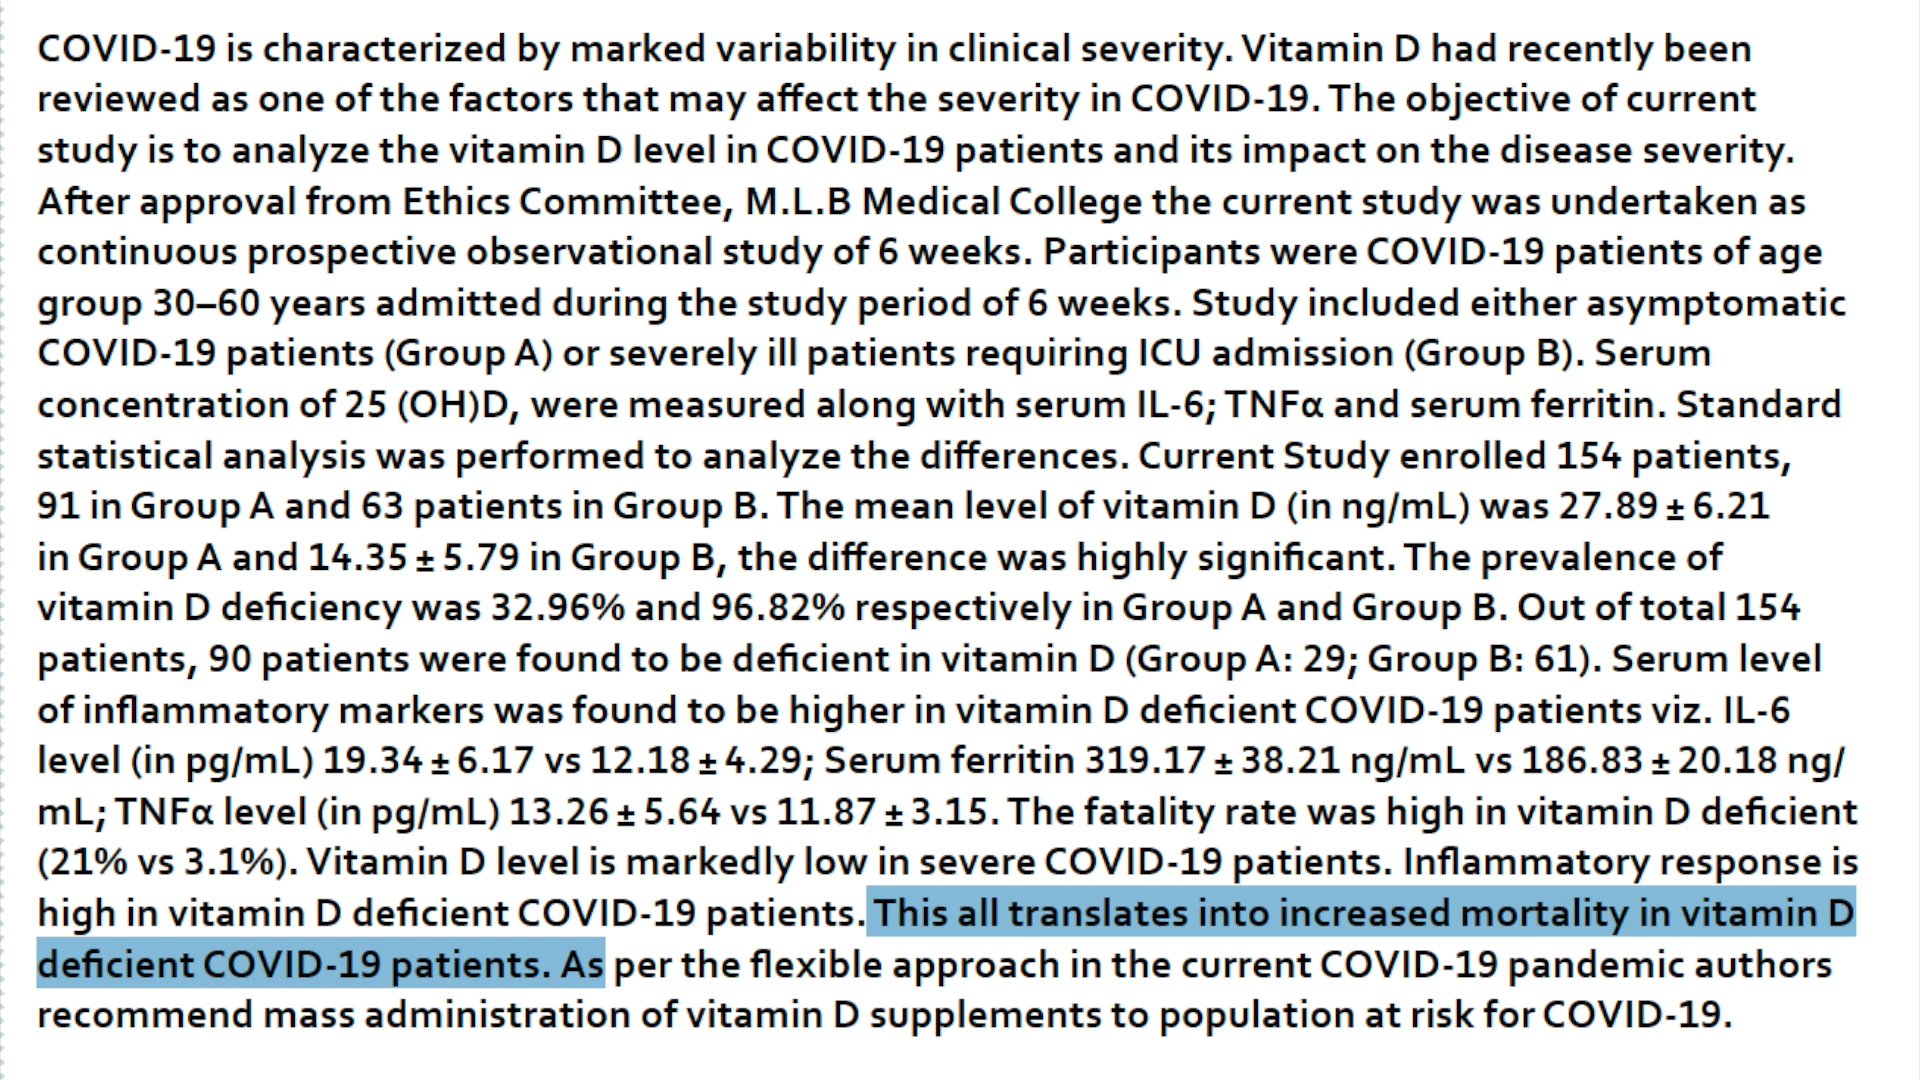 COVID-19 is characterized by marked variability in clinical severity. Vitamin D had recently been
reviewed as one of the factors that may affect the severity in COVID-19. The objective of current
study is to analyze the vitamin D level in COVID-19 patients and its impact on the disease severity.
After approval from Ethics Committee, M.L.B Medical College the current study was undertaken as
continuous prospective observational study of 6 weeks. Participants were COVID-19 patients of age
group 30–60 years admitted during the study period of 6 weeks. Study included either asymptomatic
COVID-19 patients (Group A) or severely ill patients requiring ICU admission (Group B). Serum
concentration of 25 (OH)D, were measured along with serum IL-6; TNFα and serum ferritin. Standard
statistical analysis was performed to analyze the differences. Current Study enrolled 154 patients,
91 in Group A and 63 patients in Group B. The mean level of vitamin D (in ng/mL) was 27.89 ± 6.21
in Group A and 14.35 ± 5.79 in Group B, the difference was highly significant. The prevalence of
vitamin D deficiency was 32.96% and 96.82% respectively in Group A and Group B. Out of total 154
patients, 90 patients were found to be deficient in vitamin D (Group A: 29; Group B: 61). Serum level
of inflammatory markers was found to be higher in vitamin D deficient COVID-19 patients viz. IL-6
level (in pg/mL) 19.34 ± 6.17 vs 12.18 ± 4.29; Serum ferritin 319.17 ± 38.21 ng/mL vs 186.83 ± 20.18 ng/
mL; TNFα level (in pg/mL) 13.26 ± 5.64 vs 11.87 ± 3.15. The fatality rate was high in vitamin D deficient
(21% vs 3.1%). Vitamin D level is markedly low in severe COVID-19 patients. Inflammatory response is
high in vitamin D deficient COVID-19 patients. This all translates into increased mortality in vitamin D
deficient COVID-19 patients. As per the flexible approach in the current COVID-19 pandemic authors
recommend mass administration of vitamin D supplements to population at risk for COVID-19.